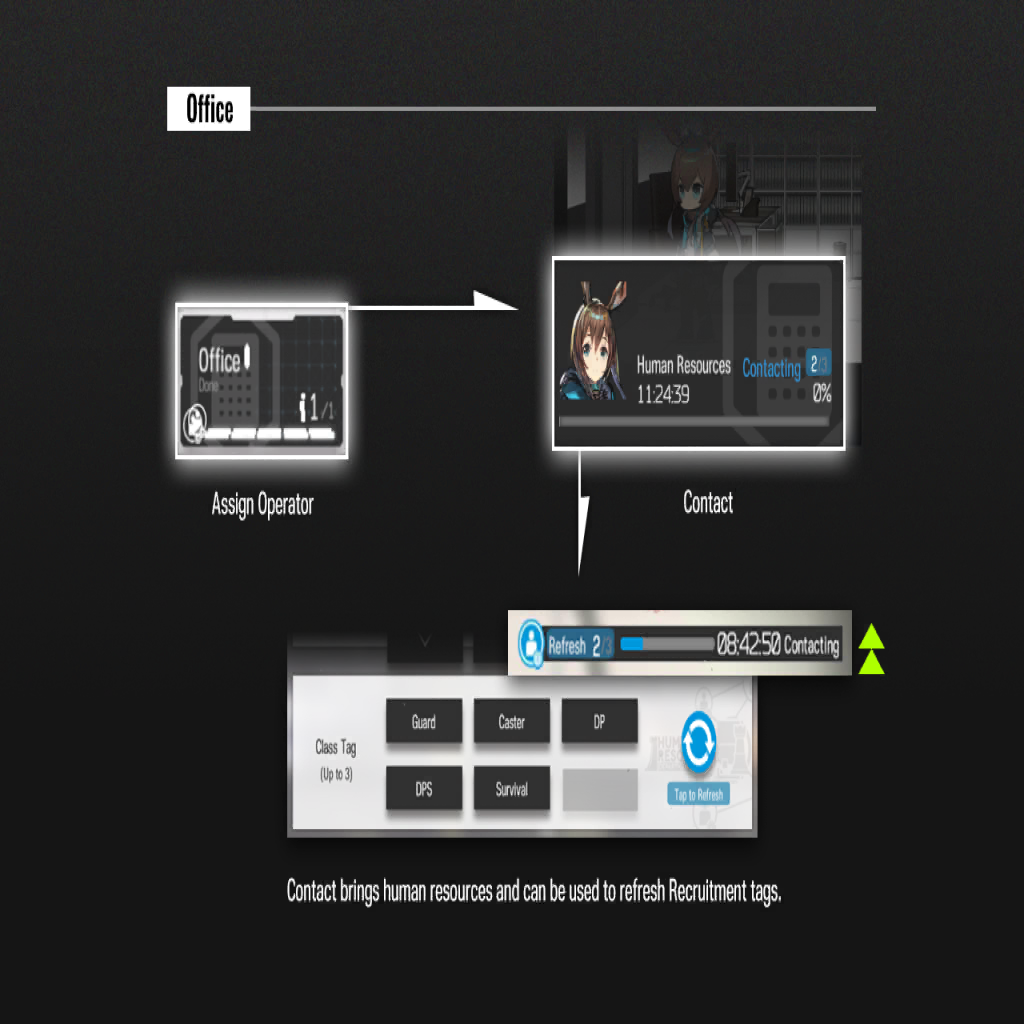 Office
Office
Done
1/1
Human Resources
Contacting 2/3
11:24:39
0%
Assign Operator
Contact
Refresh 2/3
08:42:50 Contacting
Guard
Caster
DP
Class Tag
(Up to 3)
DPS
Survival
Tap to Refresh
Contact brings human resources and can be used to refresh Recruitment tags.